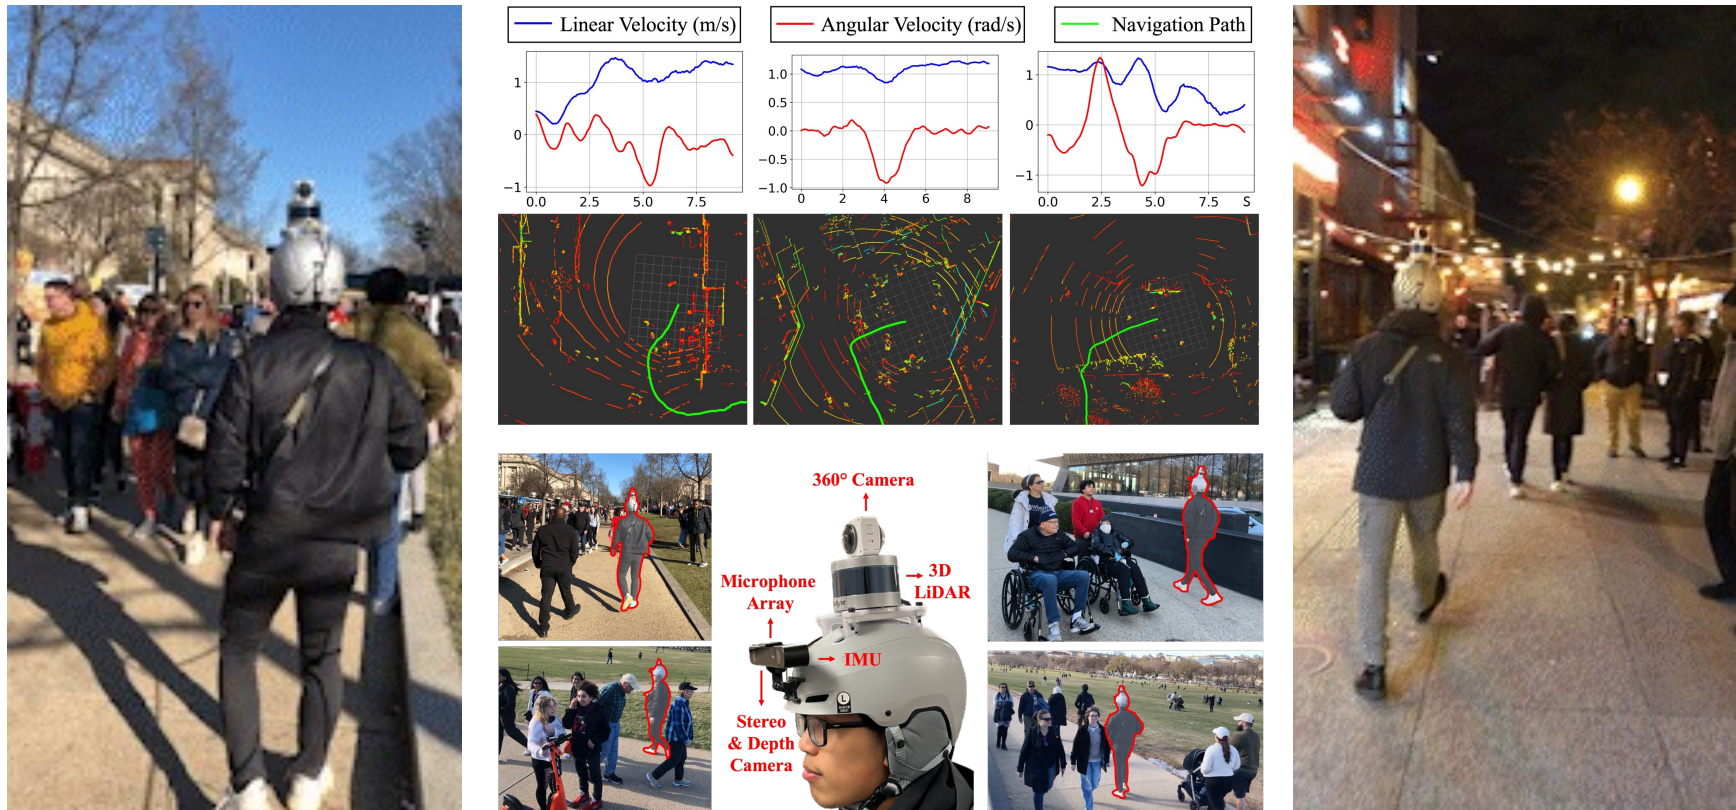 Linear Velocity (m/s)
Angular Velocity (rad/s)
Navigation Path
1
0
−1
0.0 2.5 5.0 7.5
1.0
0.5
0.0
−0.5
−1.0
0 2 4 6 8
1
0
−1
0.0 2.5 5.0 7.5 S
360° Camera
3D
LiDAR
Microphone
Array
IMU
Stereo
& Depth
Camera
L